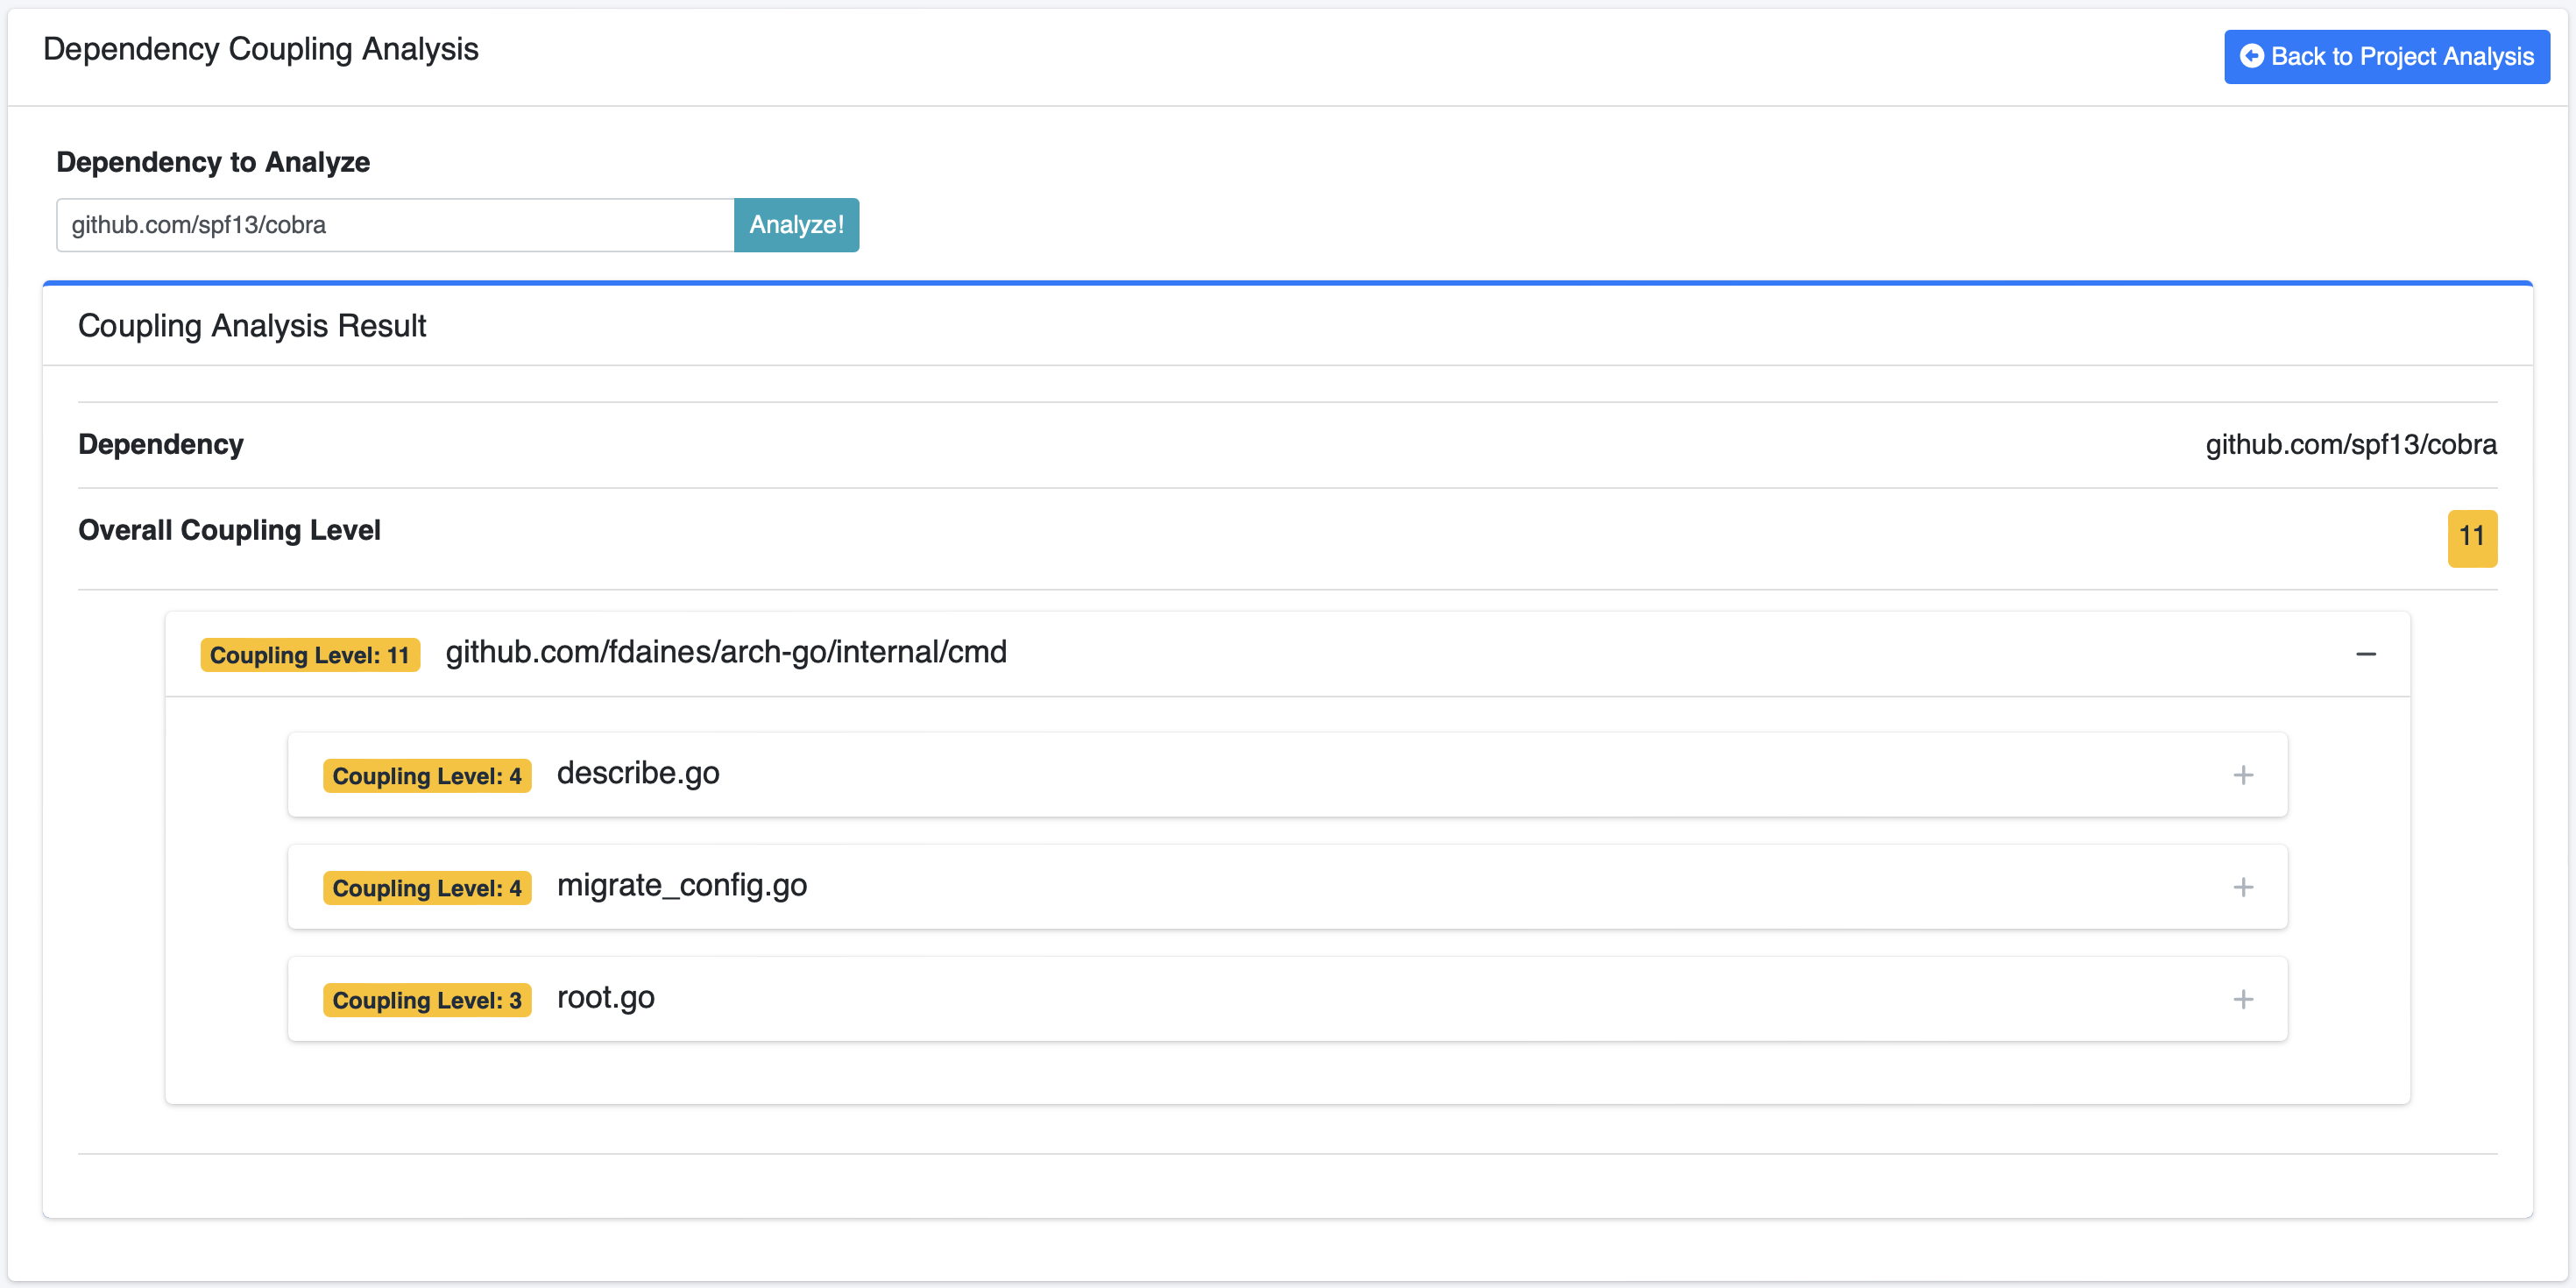 Dependency Coupling Analysis
Back to Project Analysis
Dependency to Analyze
github.com/spf13/cobra
Analyze!
Coupling Analysis Result
Dependency
github.com/spf13/cobra
Overall Coupling Level
11
Coupling Level: 11 github.com/fdaines/arch-go/internal/cmd
Coupling Level: 4 describe.go
Coupling Level: 4 migrate_config.go
Coupling Level: 3 root.go